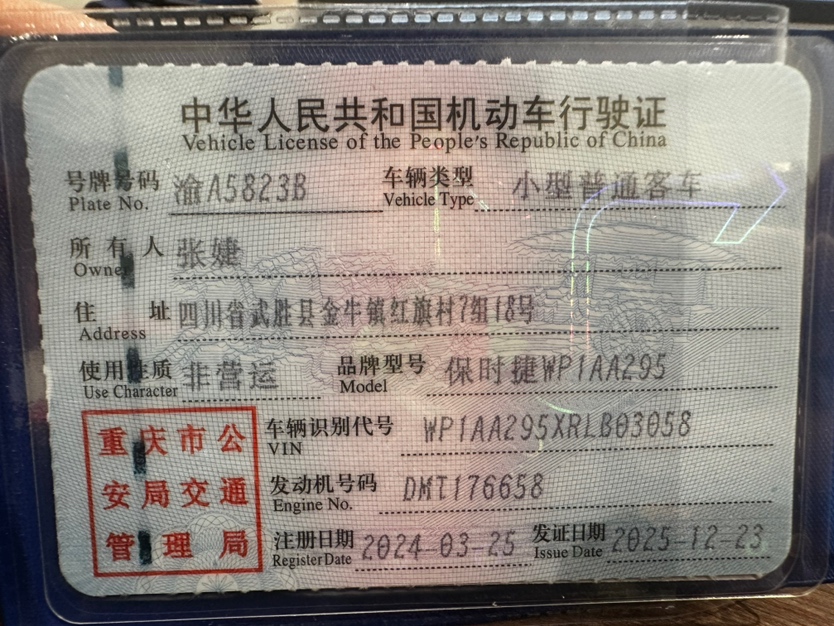 中华人民共和国机动车行驶证
Vehicle License of the People's Republic of China
号牌号码 渝A5823B 车辆类型 小型普通客车
Plate No. Vehicle Type
所有人 张婕
Owner
住址 四川省武胜县金牛镇红旗村7组18号
Address
使用性质 非营运 品牌型号 保时捷WP1AA295
Use Character Model
重庆市公安局交通管理局
车辆识别代号 WP1AA295XRLB03058
VIN
发动机号码 DMT176658
Engine No.
注册日期 2024-03-25 发证日期 2025-12-23
Register Date Issue Date